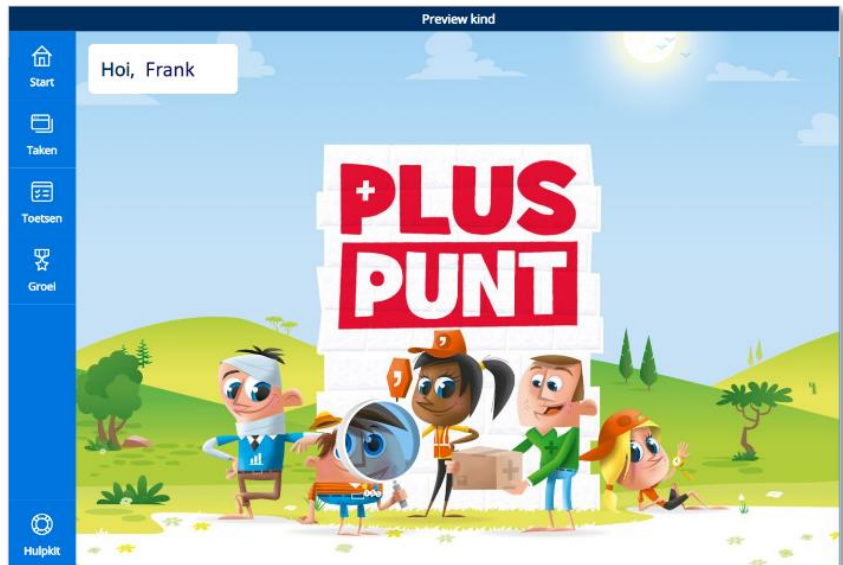 Preview kind
Hoi, Frank
Start
Taken
Toetsen
Groei
Hulpkit
PLUS
PUNT